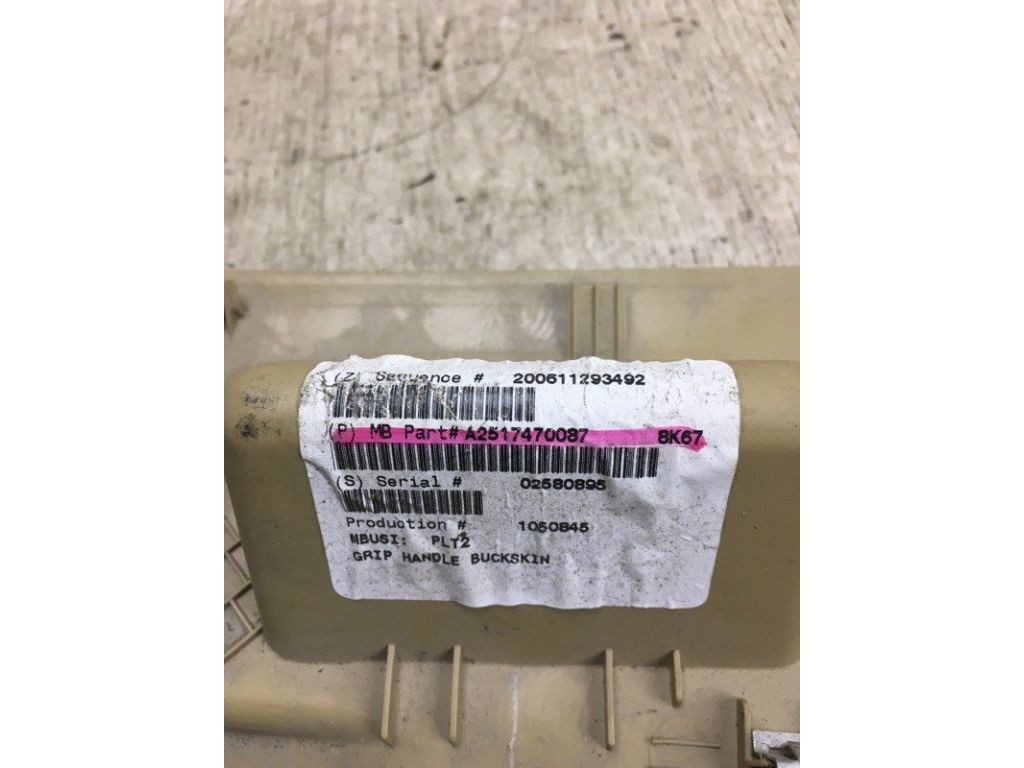 (Z) Sequence # 200611293492
(P) MB Part# A2517470087 8K67
(S) Serial # 02580895
Production # 1050845
MBUSI: PLT2
GRIP HANDLE BUCKSKIN